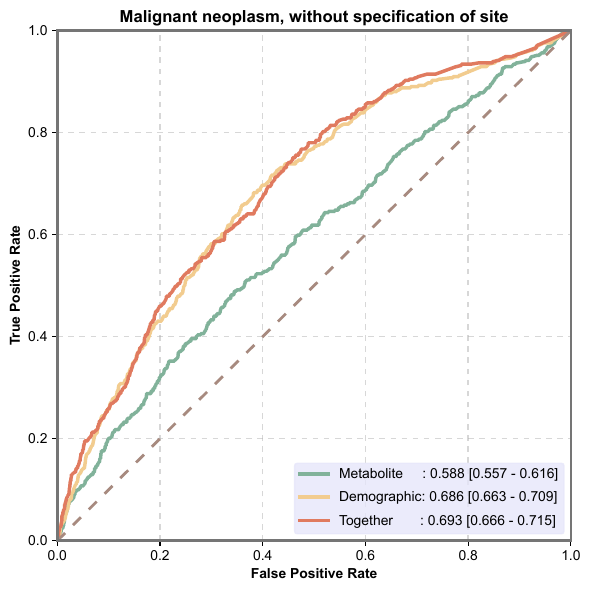 Malignant neoplasm, without specification of site
1.0
0.8
0.6
0.4
0.2
0.0
True Positive Rate
Metabolite : 0.588 [0.557 - 0.616]
Demographic: 0.686 [0.663 - 0.709]
Together : 0.693 [0.666 - 0.715]
0.0 0.2 0.4 0.6 0.8 1.0
False Positive Rate